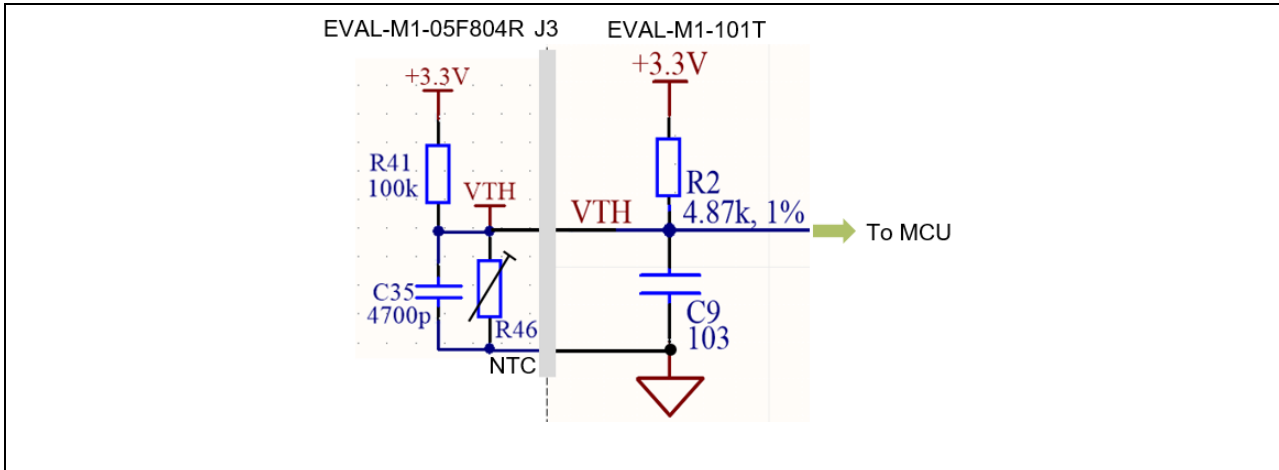 EVAL-M1-05F804R J3
EVAL-M1-101T
+3.3V
R41
100k
VTH
C35
4700p
R46
NTC
+3.3V
R2
4.87k, 1%
VTH
To MCU
C9
103